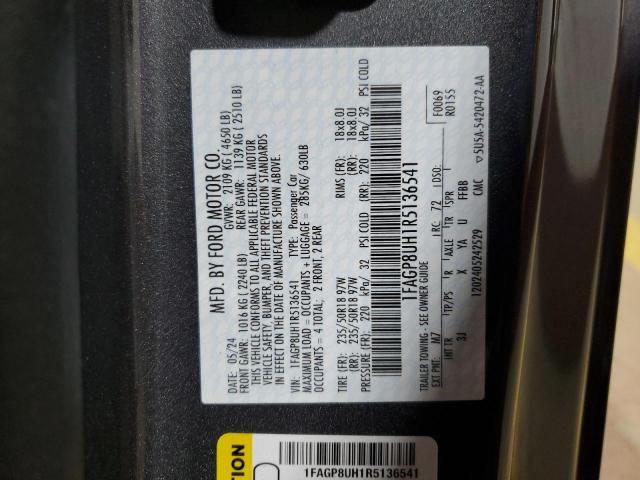 MFD. BY FORD MOTOR CO.
DATE: 05/24 GVWR: 2109 KG ( 4650 LB)
FRONT GAWR: 1016 KG ( 2240 LB) REAR GAWR: 1139 KG ( 2510 LB)
THIS VEHICLE CONFORMS TO ALL APPLICABLE FEDERAL MOTOR
VEHICLE SAFETY, BUMPER, AND THEFT PREVENTION STANDARDS
IN EFFECT ON THE DATE OF MANUFACTURE SHOWN ABOVE.
VIN: 1FAGP8UH1R5136541 TYPE: Passenger Car
MAXIMUM LOAD = OCCUPANTS + LUGGAGE = 285KG/ 630LB
OCCUPANTS = 4 TOTAL: 2 FRONT, 2 REAR
TIRE (FR): 235/50R18 97W RIMS (FR): 18x8.0J
(RR): 235/50R18 97W (RR): 18x8.0J
PRESSURE (FR): 220 kPa/ 32 PSI COLD (RR): 220 kPa/ 32 PSI COLD
1FAGP8UH1R5136541
TRAILER TOWING - SEE OWNER GUIDE
F0069
R0155
EXT PNT: M7 RC: 72 DSO:
INT TR TP/PS R AXLE TR SPR
3J X YA U FFBB
1202405242529 CMC 5U5A-5420472-AA
TION
1FAGP8UH1R5136541